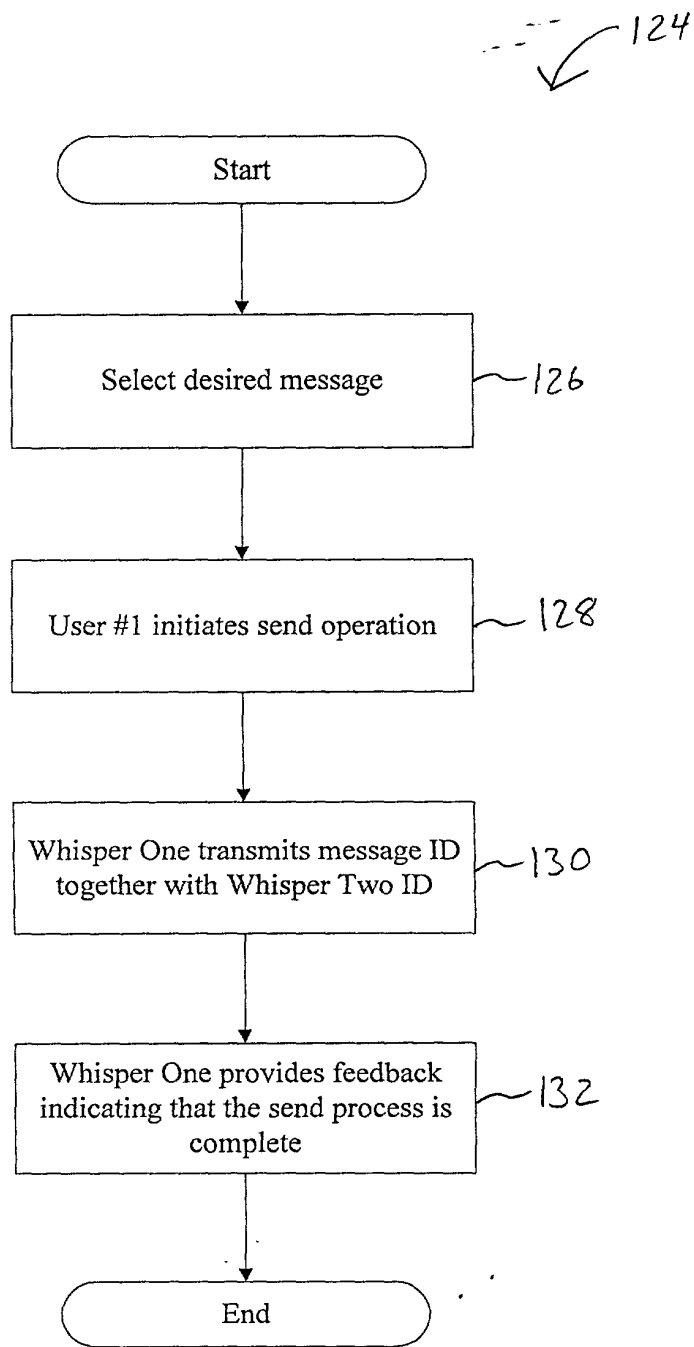 124
Start
Select desired message
126
User #1 initiates send operation
128
Whisper One transmits message ID
together with Whisper Two ID
130
Whisper One provides feedback
indicating that the send process is
complete
132
End